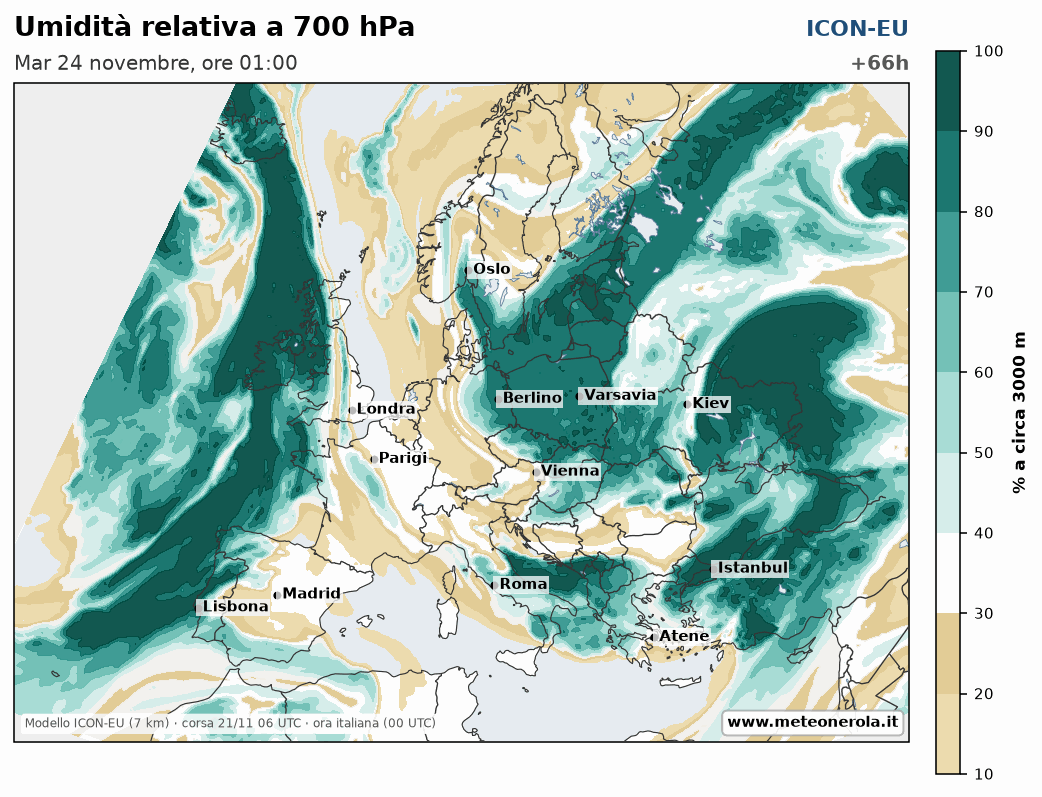 Umidità relativa a 700 hPa
ICON-EU
Mar 24 novembre, ore 01:00
+66h
100
90
80
70
60
50
40
30
20
10
% a circa 3000 m
Oslo
Berlino
Varsavia
Kiev
Londra
Parigi
Vienna
Istanbul
Roma
Madrid
Lisbona
Atene
Modello ICON-EU (7 km) · corsa 21/11 06 UTC · ora italiana (00 UTC)
www.meteonerola.it